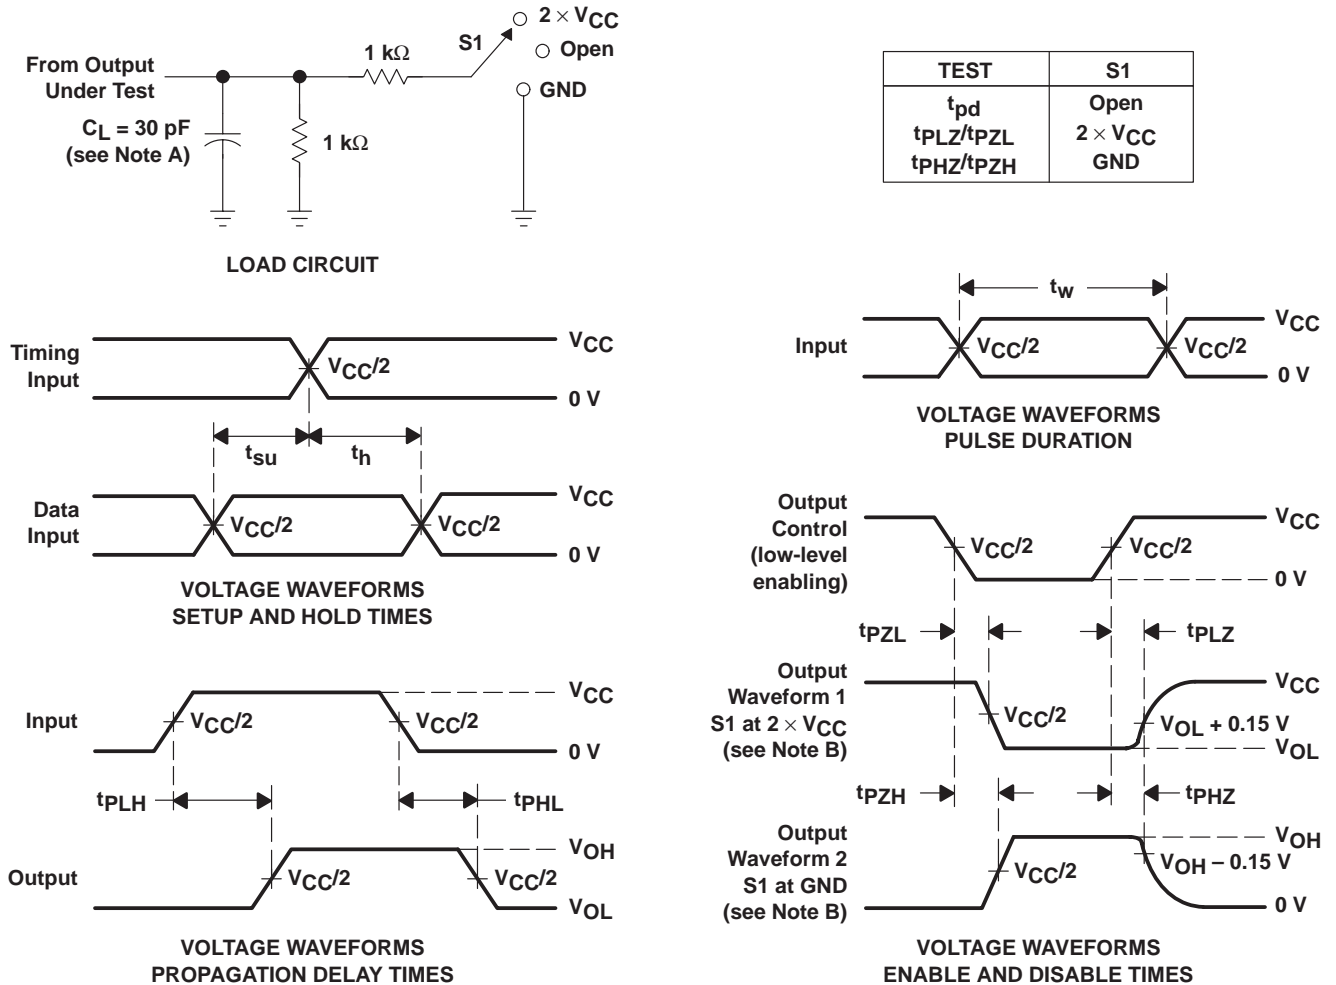 From Output
Under Test
CL = 30 pF
(see Note A)
1 kΩ
1 kΩ
S1
2 × VCC
Open
GND
LOAD CIRCUIT
TEST S1
tpd Open
tPLZ/tPZL 2 × VCC
tPHZ/tPZH GND
Timing
Input
VCC/2
VCC
0 V
tsu
th
Data
Input
VCC/2
VCC/2
VCC
0 V
VOLTAGE WAVEFORMS
SETUP AND HOLD TIMES
tw
Input
VCC/2
VCC/2
VCC
0 V
VOLTAGE WAVEFORMS
PULSE DURATION
Input
VCC/2
VCC/2
VCC
0 V
tPLH
tPHL
Output
VCC/2
VCC/2
VOH
VOL
VOLTAGE WAVEFORMS
PROPAGATION DELAY TIMES
Output
Control
(low-level
enabling)
VCC/2
VCC/2
VCC
0 V
tPZL
tPLZ
Output
Waveform 1
S1 at 2 × VCC
(see Note B)
VCC/2
VCC
VOL + 0.15 V
VOL
tPZH
tPHZ
Output
Waveform 2
S1 at GND
(see Note B)
VCC/2
VOH
VOH – 0.15 V
0 V
VOLTAGE WAVEFORMS
ENABLE AND DISABLE TIMES